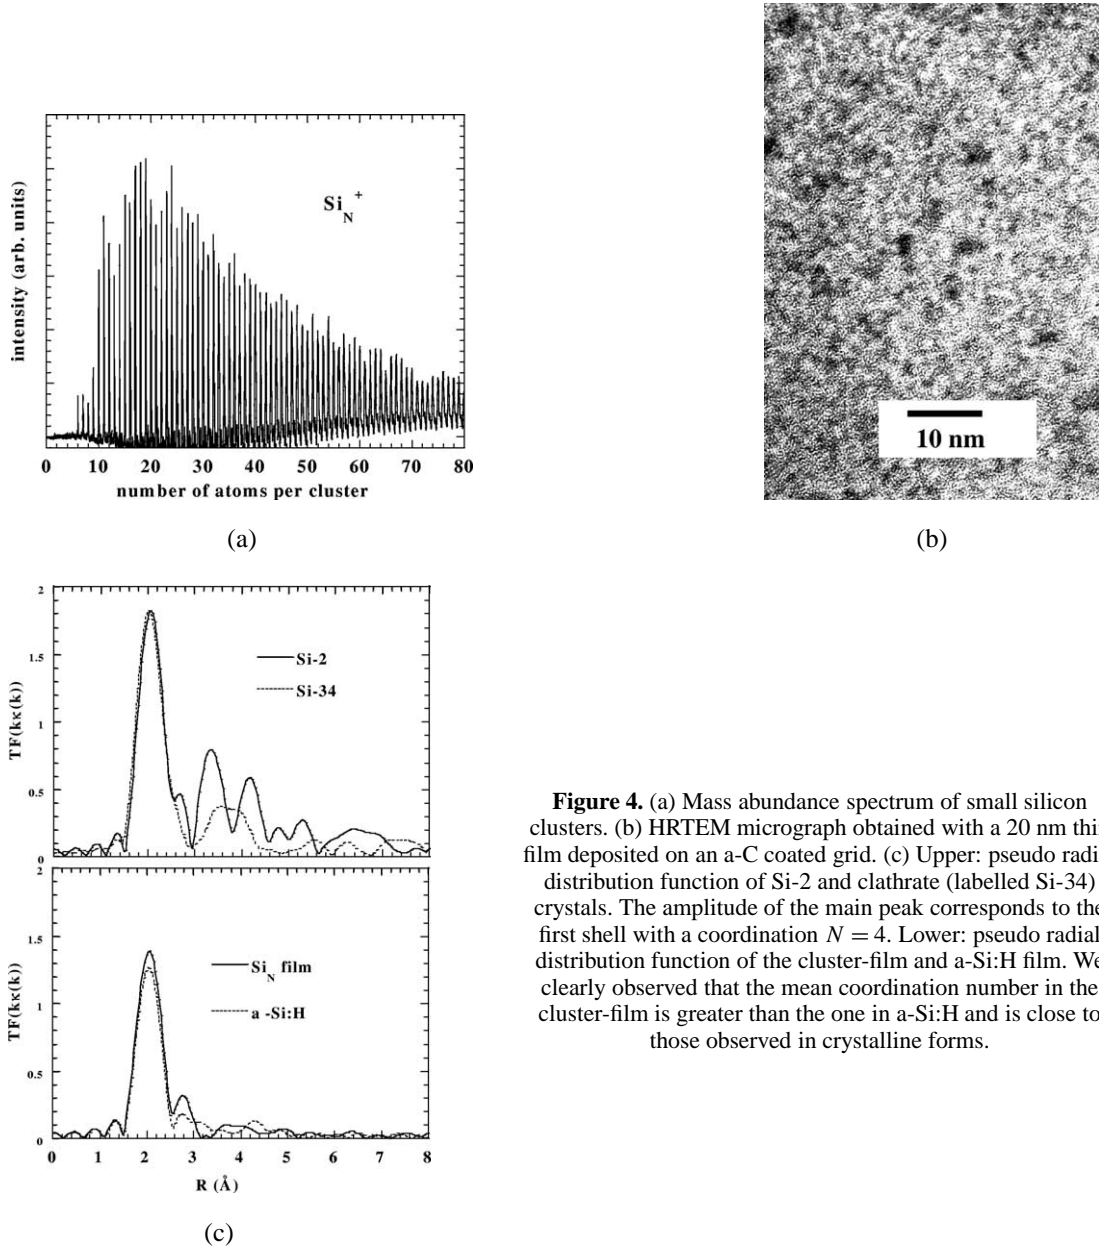 intensity (arb. units)
Si_N^+
0 10 20 30 40 50 60 70 80
number of atoms per cluster
(a)
10 nm
(b)
2
1.5
1
0.5
0
TF(kκ(k))
Si-2
Si-34
2
1.5
1
0.5
0
TF(kκ(k))
Si_N film
a -Si:H
0 1 2 3 4 5 6 7 8
R (Å)
(c)
Figure 4. (a) Mass abundance spectrum of small silicon
clusters. (b) HRTEM micrograph obtained with a 20 nm thin
film deposited on an a-C coated grid. (c) Upper: pseudo radi
distribution function of Si-2 and clathrate (labelled Si-34)
crystals. The amplitude of the main peak corresponds to the
first shell with a coordination N = 4. Lower: pseudo radial
distribution function of the cluster-film and a-Si:H film. We
clearly observed that the mean coordination number in the
cluster-film is greater than the one in a-Si:H and is close to
those observed in crystalline forms.